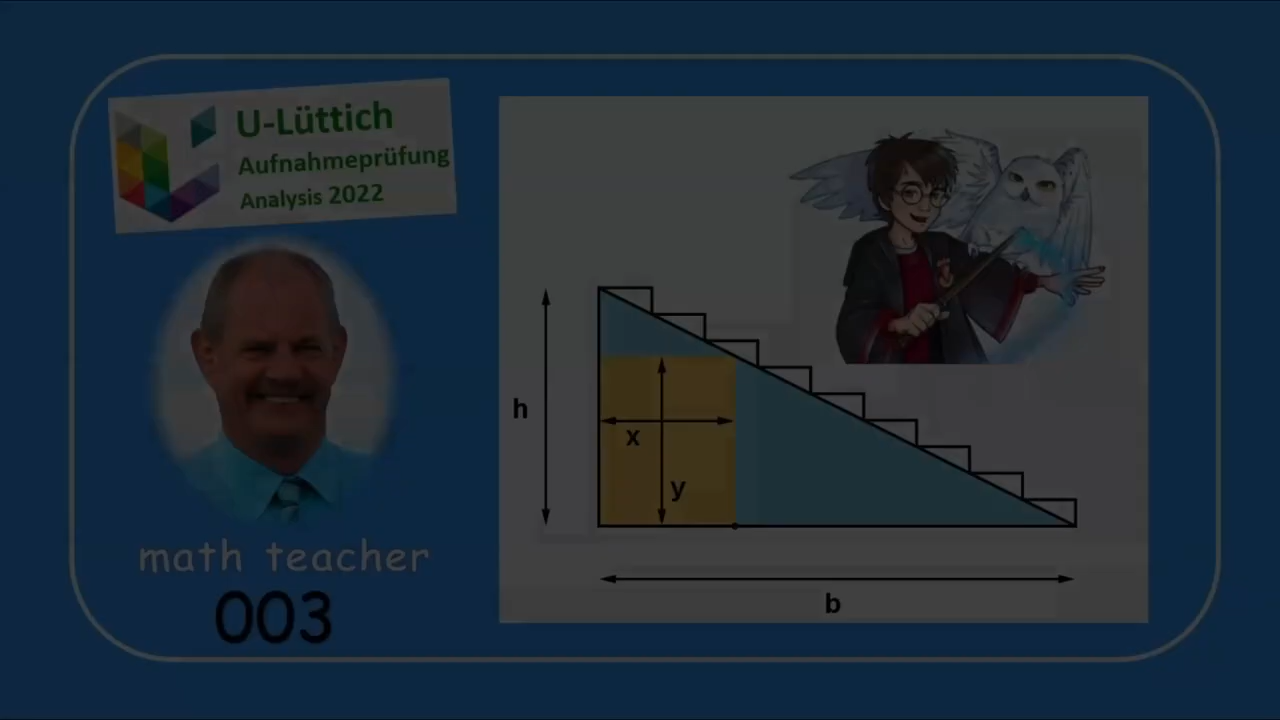 U-Lüttich
Aufnahmeprüfung
Analysis 2022
math teacher
003
h
x
y
b